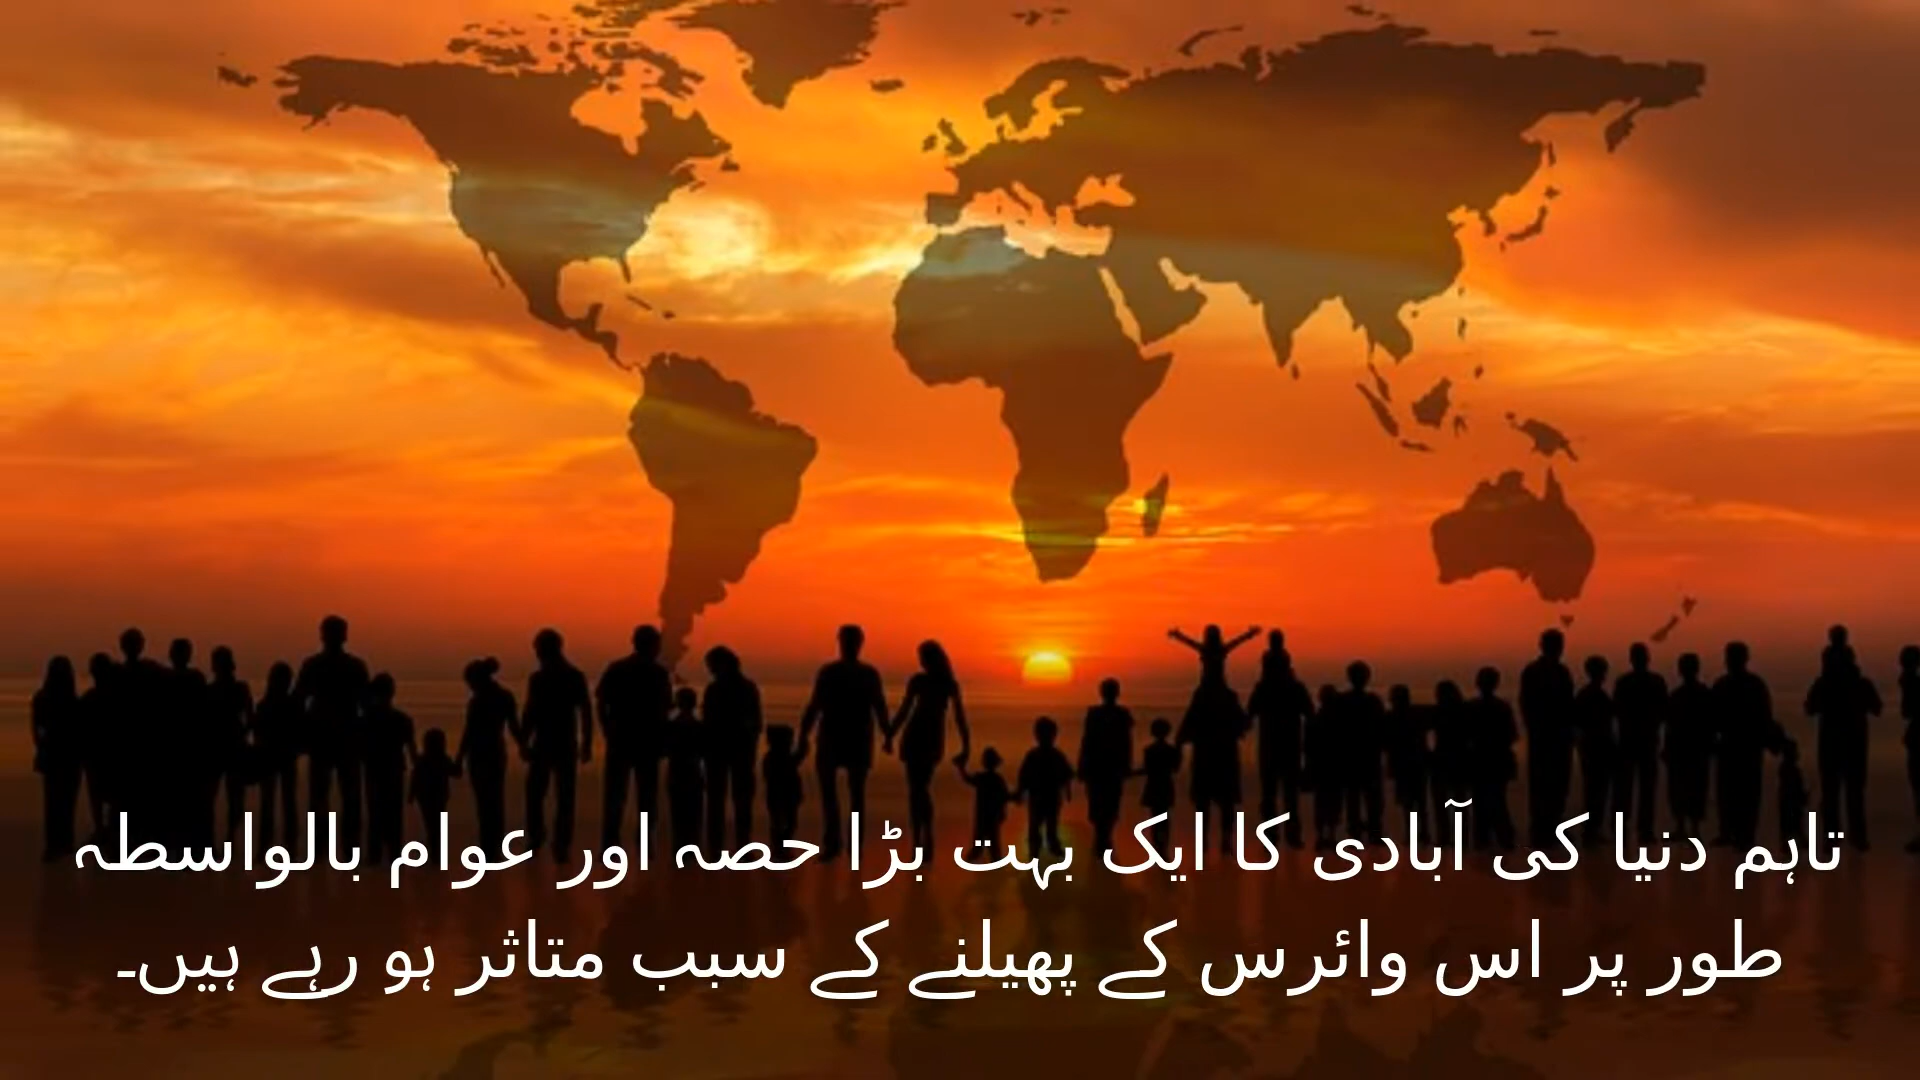 تاہم دنیا کی آبادی کا ایک بہت بڑا حصہ اور عوام بالواسطہ
طور پر اس وائرس کے پھیلنے کے سبب متاثر ہو رہے ہیں۔